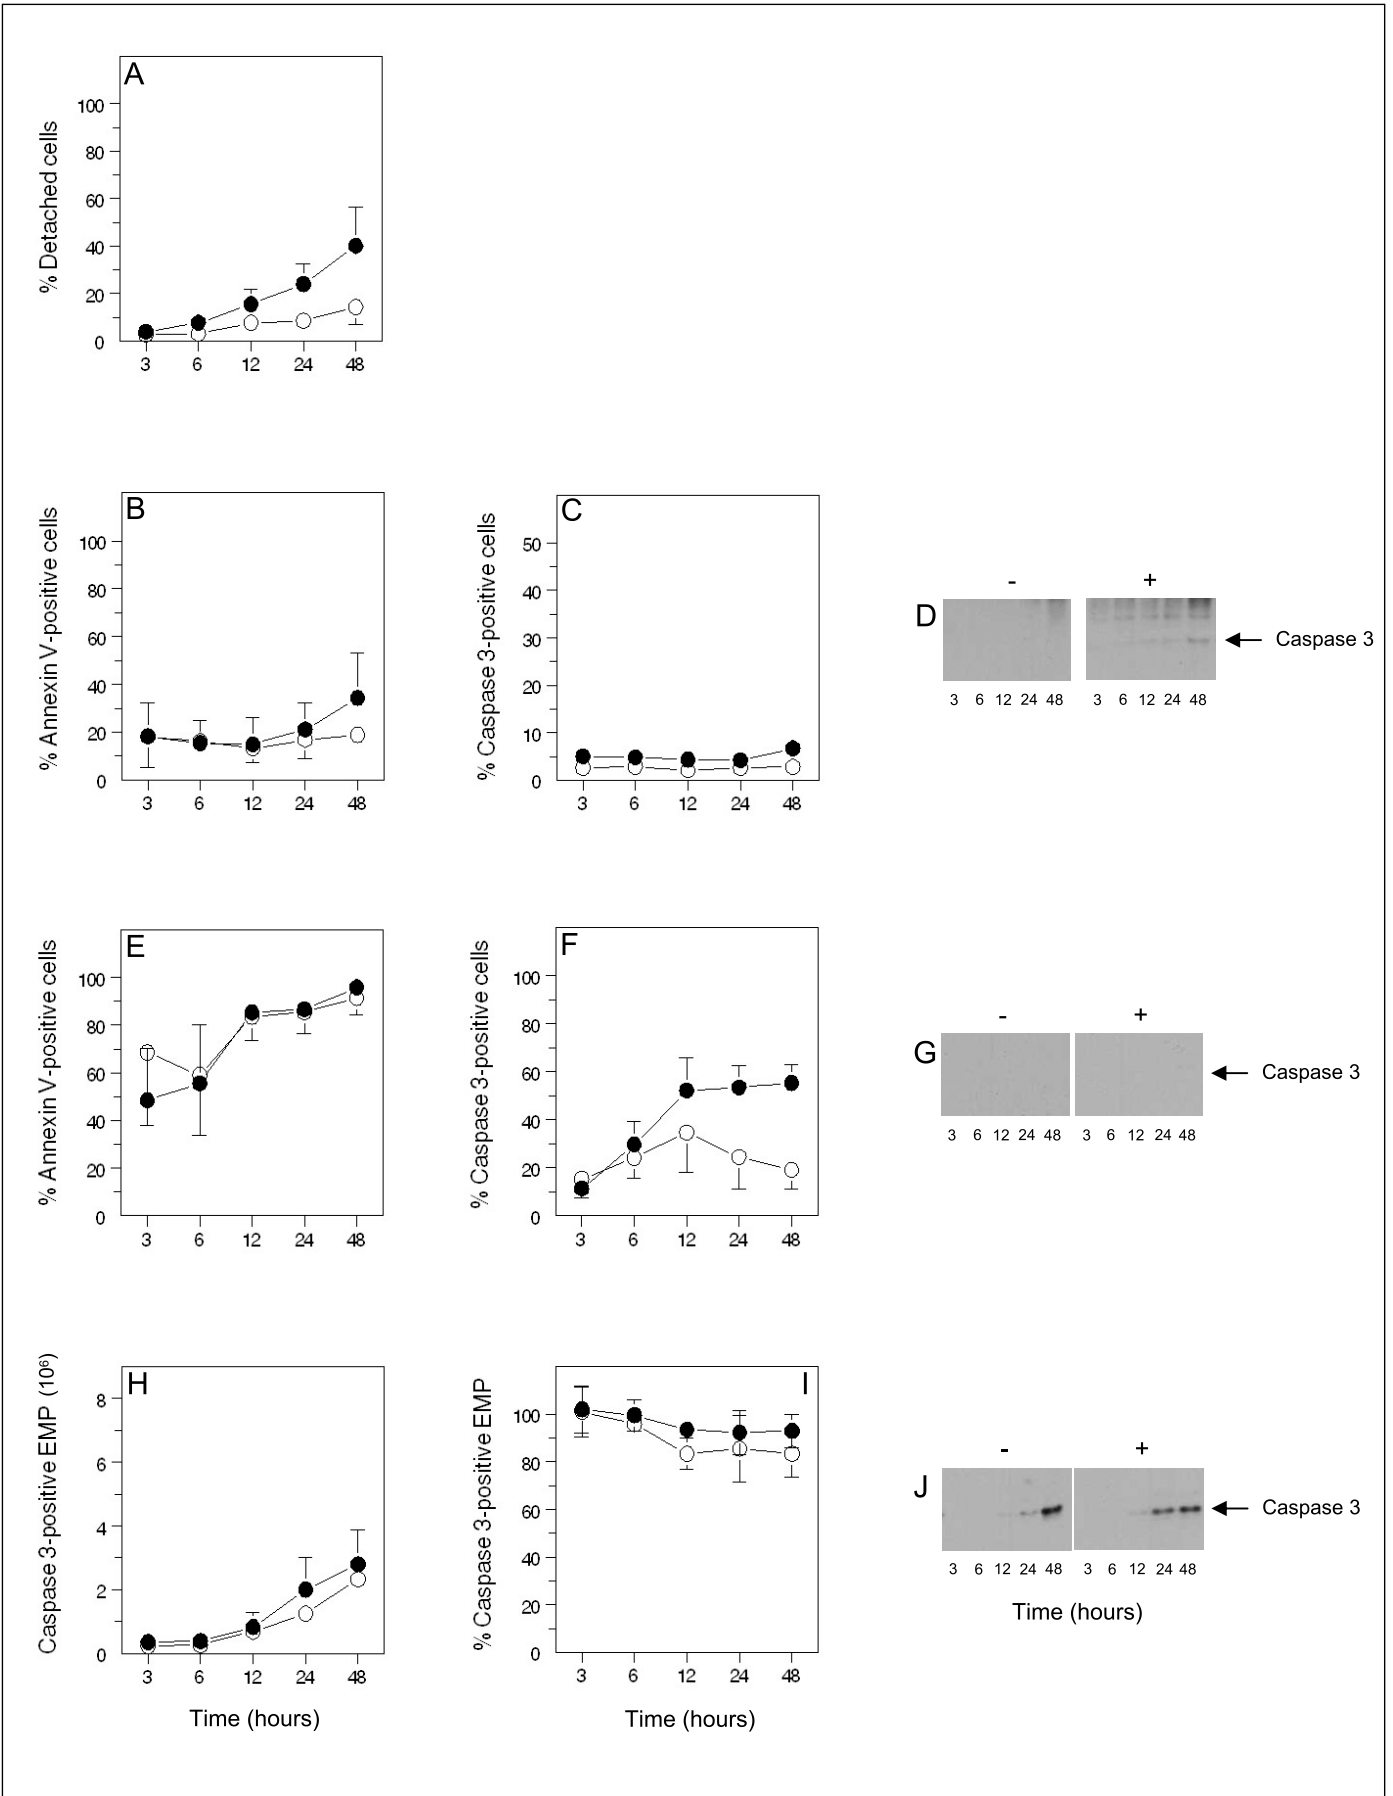 A
% Detached cells
100
80
60
40
20
0
3 6 12 24 48
B
% Annexin V-positive cells
100
80
60
40
20
0
3 6 12 24 48
C
% Caspase 3-positive cells
50
40
30
20
10
0
3 6 12 24 48
D
- +
Caspase 3
3 6 12 24 48 3 6 12 24 48
E
% Annexin V-positive cells
100
80
60
40
20
0
3 6 12 24 48
F
% Caspase 3-positive cells
100
80
60
40
20
0
3 6 12 24 48
G
- +
Caspase 3
3 6 12 24 48 3 6 12 24 48
H
Caspase 3-positive EMP (10⁶)
8
6
4
2
0
3 6 12 24 48
Time (hours)
I
% Caspase 3-positive EMP
100
80
60
40
20
0
3 6 12 24 48
Time (hours)
J
- +
Caspase 3
3 6 12 24 48 3 6 12 24 48
Time (hours)